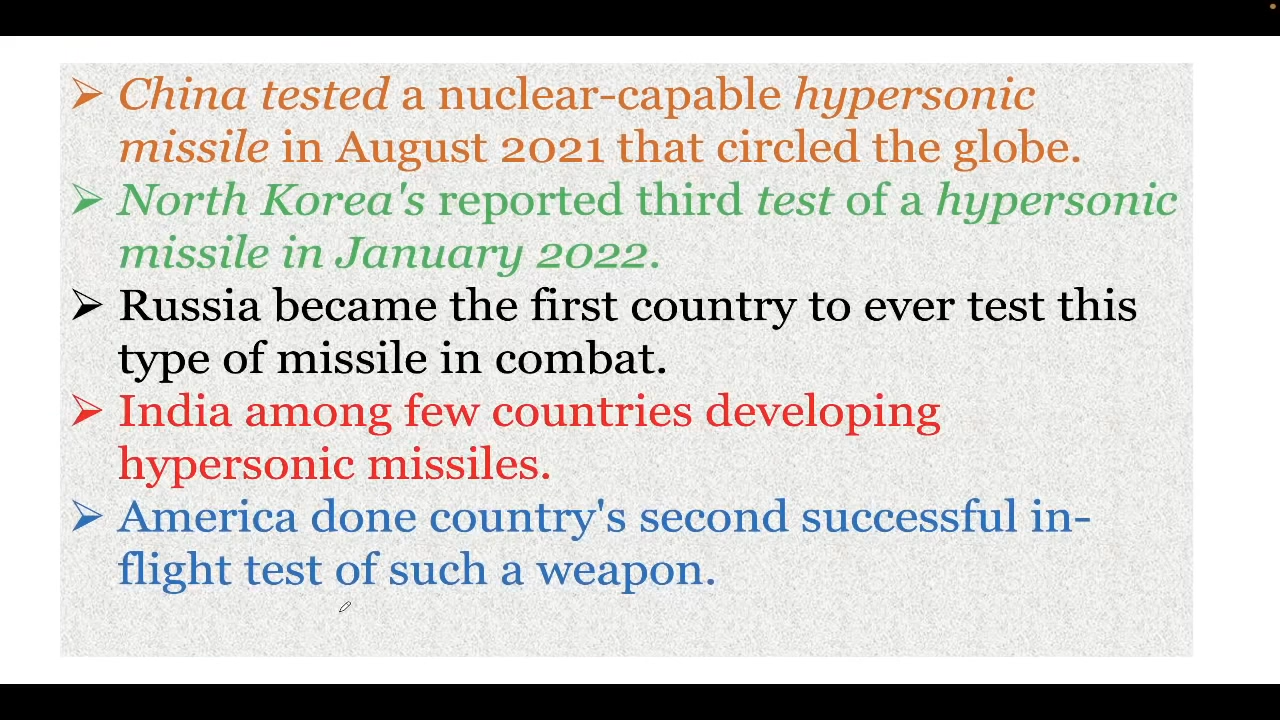 ➢ China tested a nuclear-capable hypersonic
missile in August 2021 that circled the globe.
➢ North Korea's reported third test of a hypersonic
missile in January 2022.
➢ Russia became the first country to ever test this
type of missile in combat.
➢ India among few countries developing
hypersonic missiles.
➢ America done country's second successful in-
flight test of such a weapon.